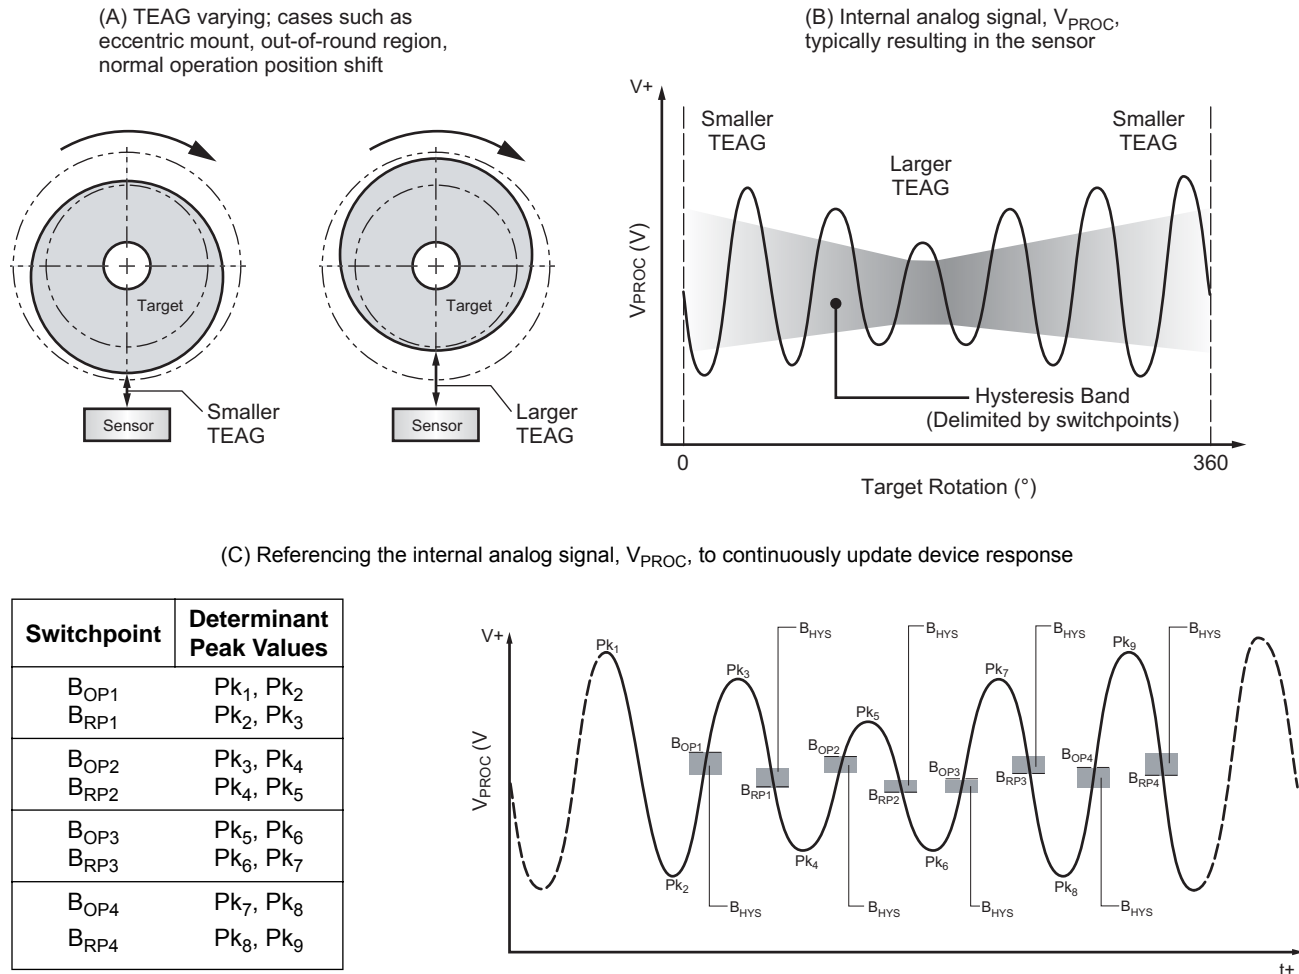 (A) TEAG varying; cases such as
eccentric mount, out-of-round region,
normal operation position shift
Target
Sensor
Smaller
TEAG
Target
Sensor
Larger
TEAG
(B) Internal analog signal, VPROC,
typically resulting in the sensor
V+
Smaller
TEAG
Larger
TEAG
Smaller
TEAG
VPROC (V)
Hysteresis Band
(Delimited by switchpoints)
0
360
Target Rotation (°)
(C) Referencing the internal analog signal, VPROC, to continuously update device response
Switchpoint
Determinant
Peak Values
BOP1 Pk1, Pk2
BRP1 Pk2, Pk3
BOP2 Pk3, Pk4
BRP2 Pk4, Pk5
BOP3 Pk5, Pk6
BRP3 Pk6, Pk7
BOP4 Pk7, Pk8
BRP4 Pk8, Pk9
V+
VPROC (V
BHYS
BHYS
BHYS
BHYS
Pk1
Pk3
Pk5
Pk7
Pk9
BOP1
BRP1
BOP2
BRP2
BOP3
BRP3
BOP4
BRP4
Pk2
Pk4
Pk6
Pk8
BHYS
BHYS
BHYS
BHYS
t+